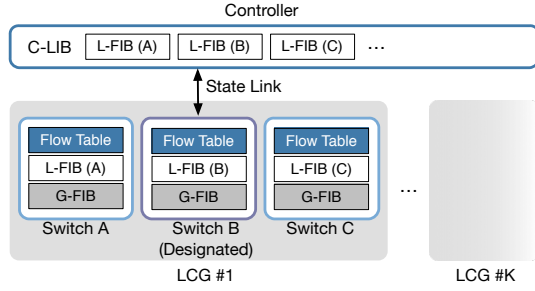 Controller
C-LIB L-FIB (A) L-FIB (B) L-FIB (C) ...
State Link
Flow Table Flow Table Flow Table
L-FIB (A) L-FIB (B) L-FIB (C)
G-FIB G-FIB G-FIB
...
Switch A Switch B Switch C
(Designated)
LCG #1 LCG #K